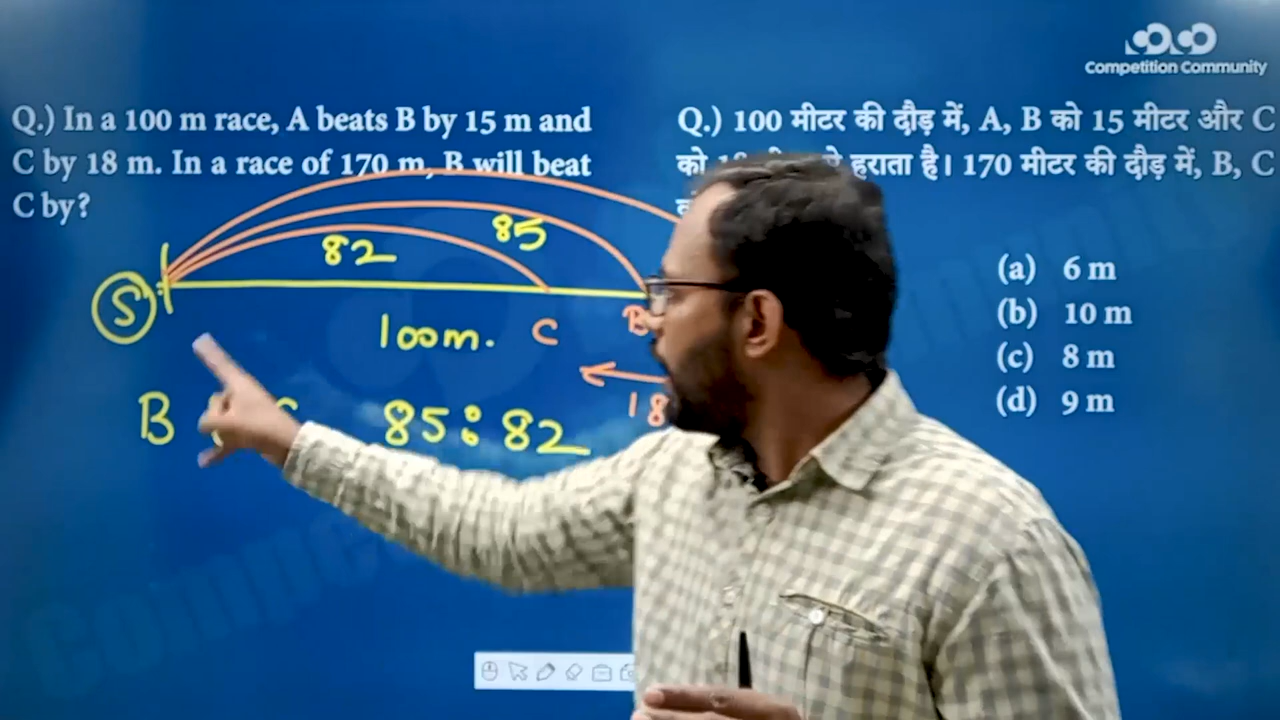 Competition Community
Q.) In a 100 m race, A beats B by 15 m and
C by 18 m. In a race of 170 m, B will beat
C by?
Q.) 100 मीटर की दौड़ में, A, B को 15 मीटर और C
को हराता है। 170 मीटर की दौड़ में, B, C
82
85
S
100m.
C
B
18
B
85:82
(a) 6 m
(b) 10 m
(c) 8 m
(d) 9 m